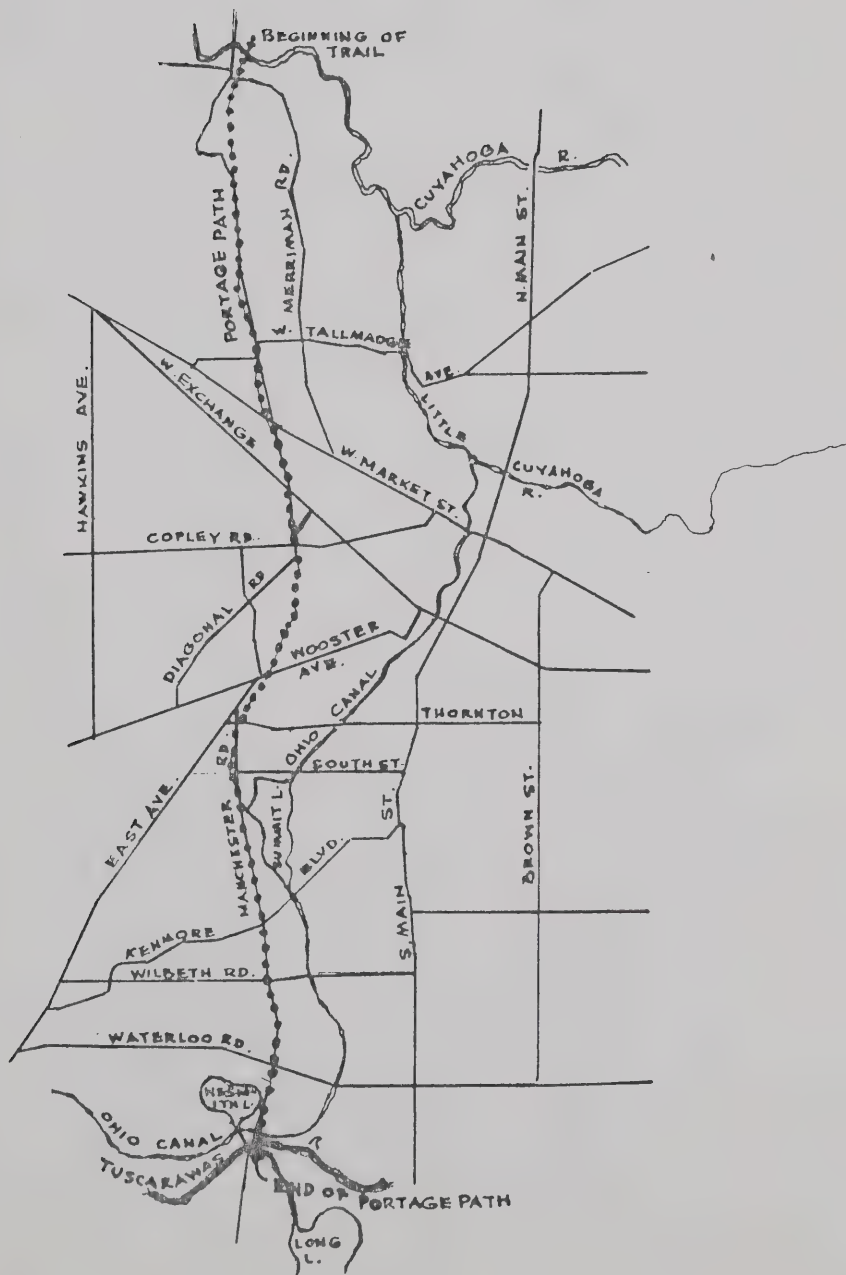 BEGINNING OF
TRAIL
CUYAHOGA
R.
MERRIMAN RD.
PORTAGE PATH
N. MAIN ST.
W. TALLMADGE
AVE.
HAWKINS AVE.
W. EXCHANGE
LITTLE
CUYAHOGA
R.
W. MARKET ST.
COPLEY RD.
DIAGONAL RD
WOOSTER
AVE.
OHIO CANAL
THORNTON
RD.
SOUTH ST.
EAST AVE.
MANCHESTER
SUMMIT L.
BLVD.
ST.
BROWN ST.
KENMORE
S. MAIN
WILBETH RD.
WATERLOO RD.
OHIO CANAL
R
TUSCARAWAS
END OF PORTAGE PATH
LONG
L.